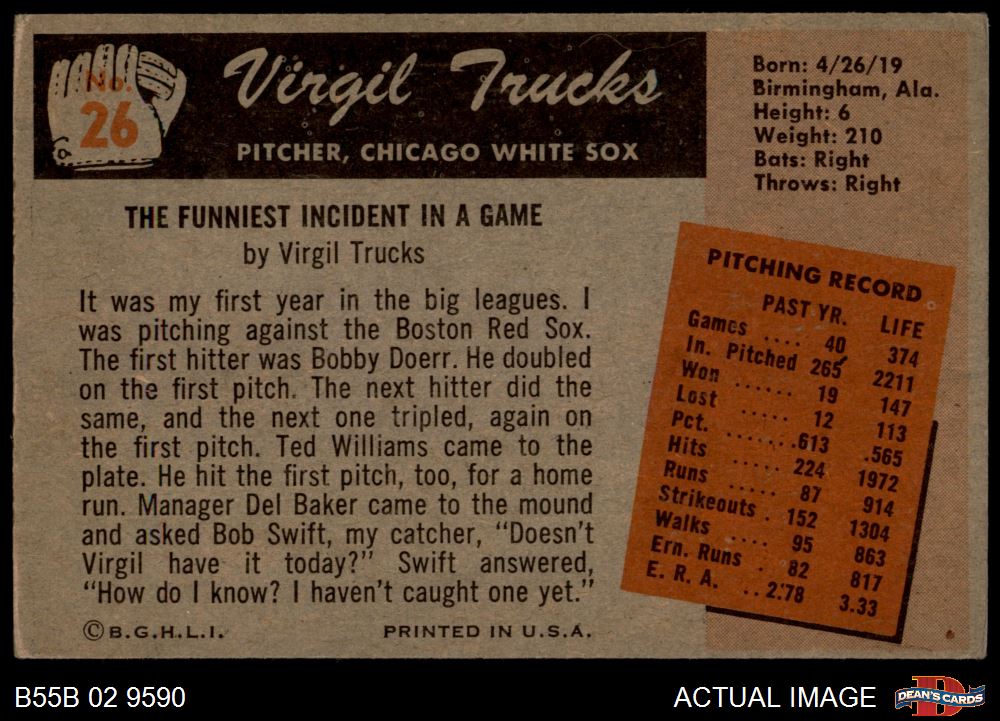 No.
26
Virgil Trucks
PITCHER, CHICAGO WHITE SOX
Born: 4/26/19
Birmingham, Ala.
Height: 6
Weight: 210
Bats: Right
Throws: Right
THE FUNNIEST INCIDENT IN A GAME
by Virgil Trucks
It was my first year in the big leagues. I
was pitching against the Boston Red Sox.
The first hitter was Bobby Doerr. He doubled
on the first pitch. The next hitter did the
same, and the next one tripled, again on
the first pitch. Ted Williams came to the
plate. He hit the first pitch, too, for a home
run. Manager Del Baker came to the mound
and asked Bob Swift, my catcher, "Doesn't
Virgil have it today?" Swift answered,
"How do I know? I haven't caught one yet."
© B.G.H.L.I. PRINTED IN U.S.A.
PITCHING RECORD
PAST YR. LIFE
Games .... 40 374
In. Pitched 265 2211
Won ...... 19 147
Lost ..... 12 113
Pct. ....... .613 .565
Hits ..... 224 1972
Runs ..... 87 914
Strikeouts . 152 1304
Walks .... 95 863
Ern. Runs . 82 817
E. R. A. .. 2.78 3.33
B55B 02 9590
ACTUAL IMAGE
D
DEAN'S CARDS